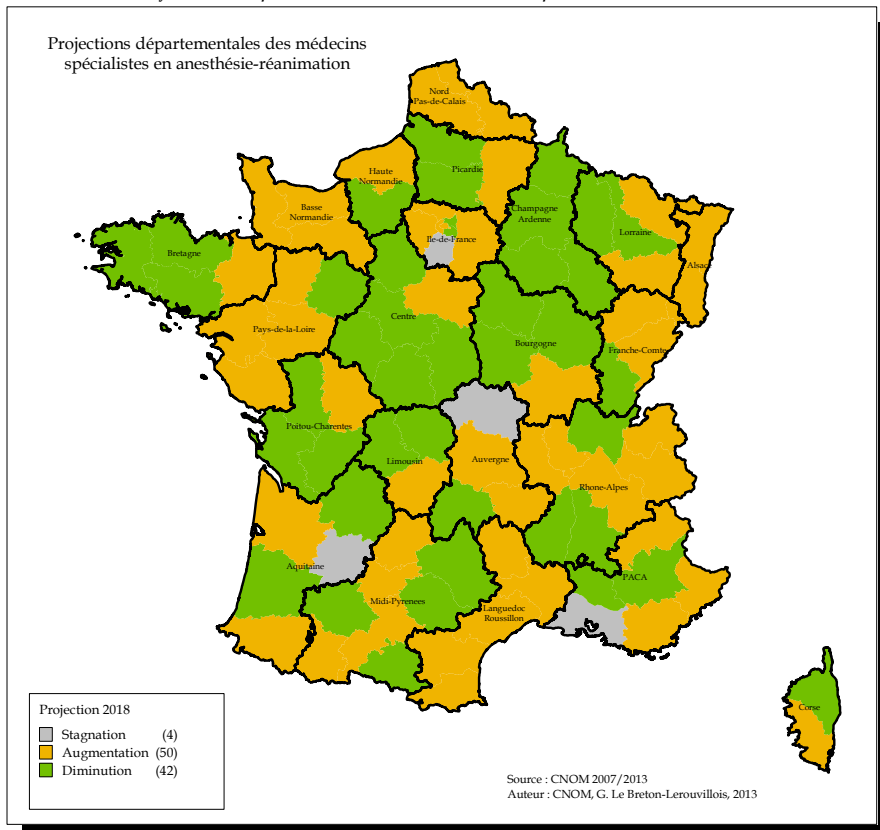 Projections départementales des médecins
spécialistes en anesthésie-réanimation
Nord
Pas-de-Calais
Haute
Normandie
Picardie
Basse
Normandie
Champagne
Ardenne
Ile-de-France
Lorraine
Alsace
Bretagne
Centre
Pays-de-la-Loire
Bourgogne
Franche-Comte
Poitou-Charentes
Limousin
Auvergne
Rhone-Alpes
Aquitaine
Midi-Pyrenees
Languedoc
Roussillon
PACA
Corse
Projection 2018
Stagnation (4)
Augmentation (50)
Diminution (42)
Source : CNOM 2007/2013
Auteur : CNOM, G. Le Breton-Lerouvillois, 2013